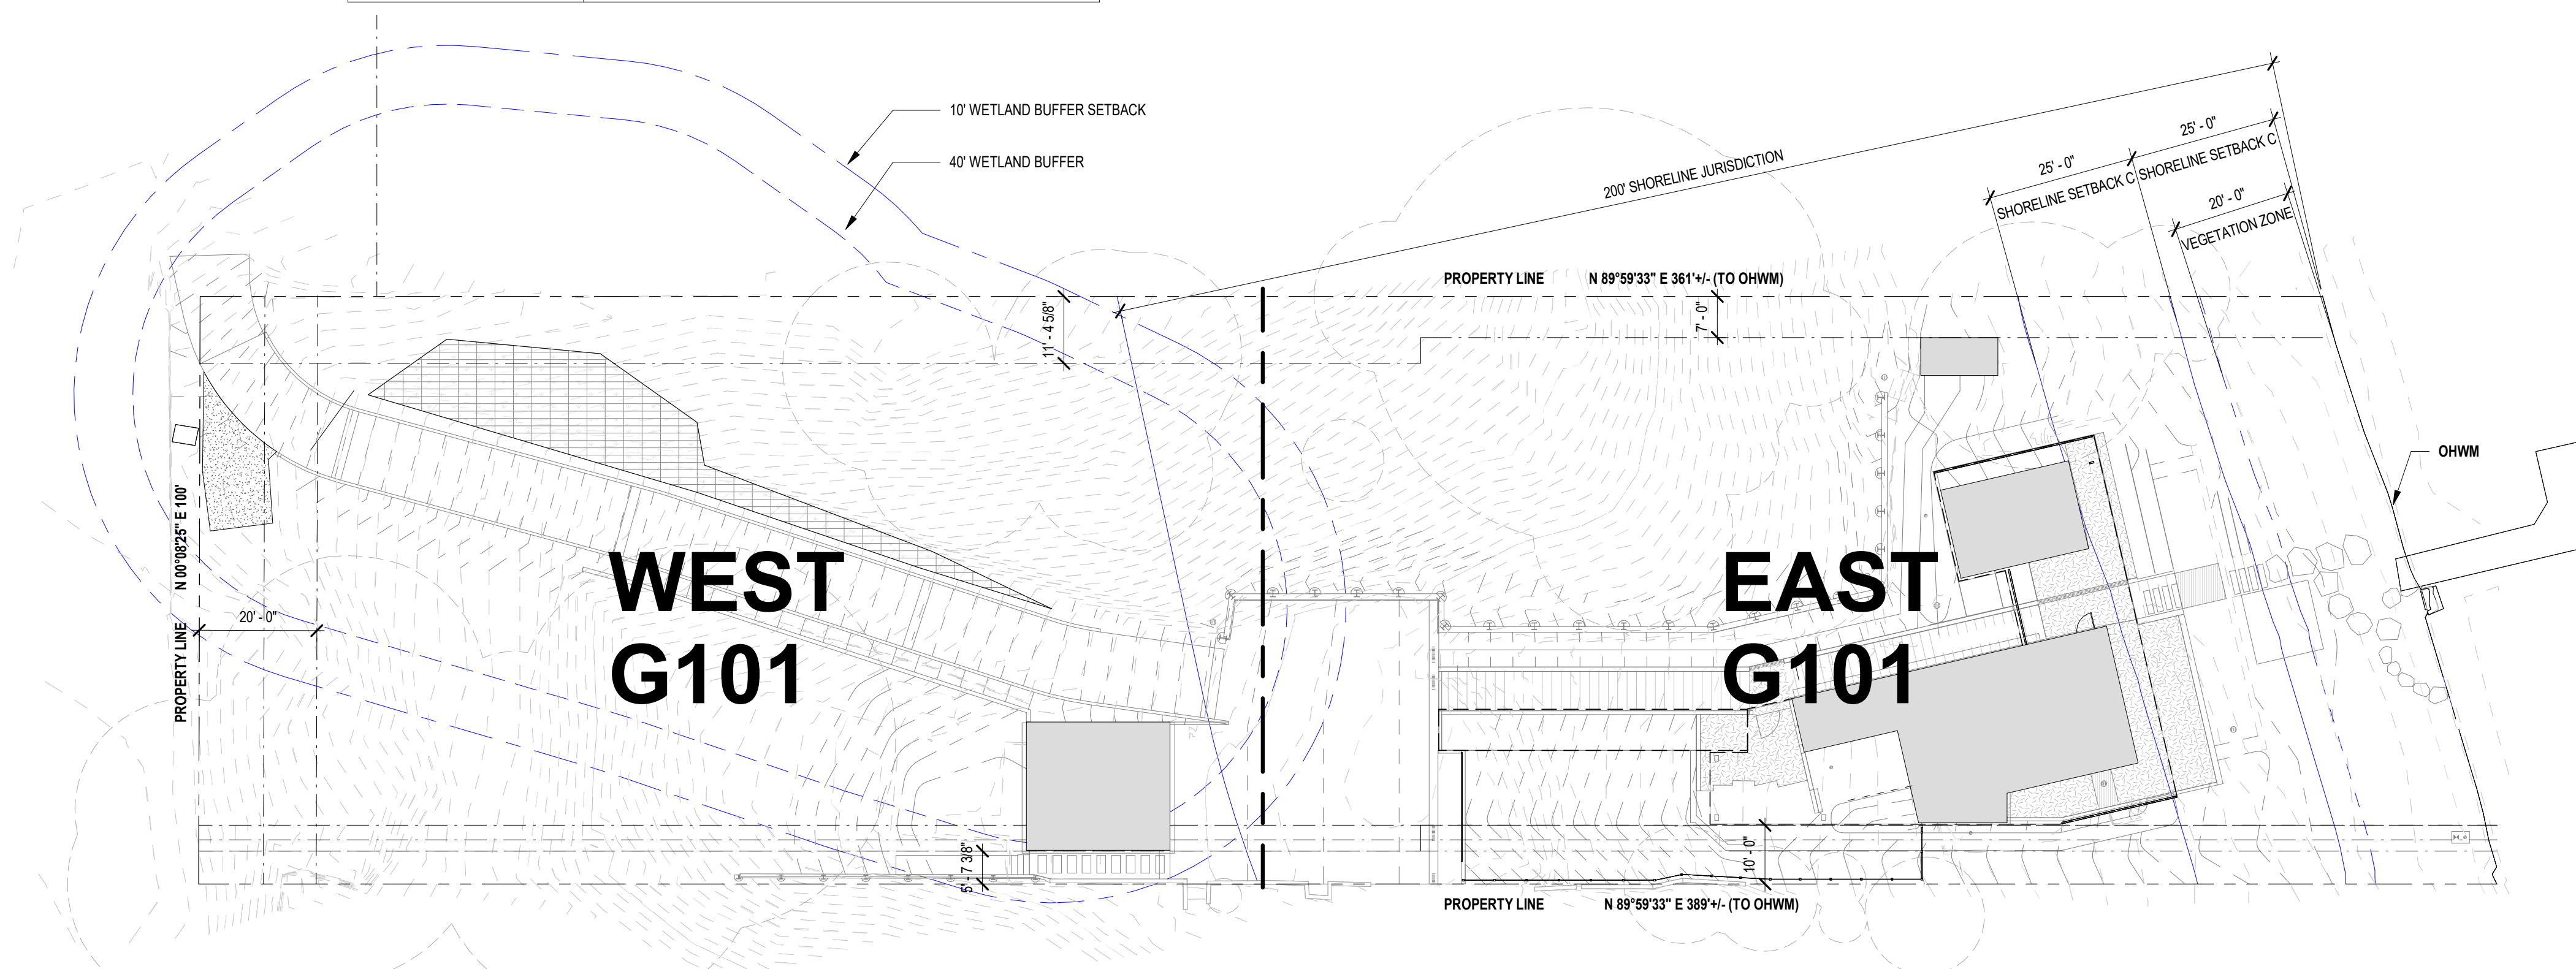 10' WETLAND BUFFER SETBACK
40' WETLAND BUFFER
200' SHORELINE JURISDICTION
25' - 0"
SHORELINE SETBACK C
25' - 0"
SHORELINE SETBACK C
20' - 0"
VEGETATION ZONE
PROPERTY LINE N 89°59'33" E 361'+/- (TO OHWM)
11' - 4 5/8"
7' - 0"
OHWM
PROPERTY LINE N 00°08'25" E 100'
20' - 0"
WEST
G101
EAST
G101
5' - 7 3/8"
10' - 0"
PROPERTY LINE N 89°59'33" E 389'+/- (TO OHWM)